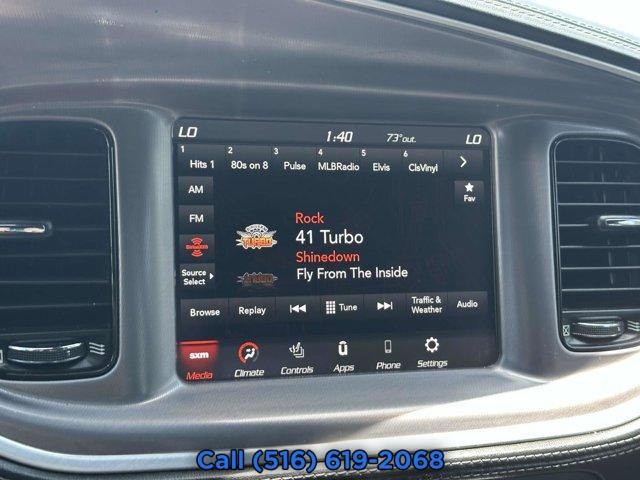 LO 1:40 73°out. LO
1 2 3 4 5 6
Hits 1 80s on 8 Pulse MLBRadio Elvis ClsVinyl
AM
Fav
FM
Rock
TURBO
41 Turbo
SiriusXM
Shinedown
Source Select
Fly From The Inside
Browse Replay Tune Traffic & Weather Audio
sxm
Media Climate Controls Apps Phone Settings
Call (516) 619-2068